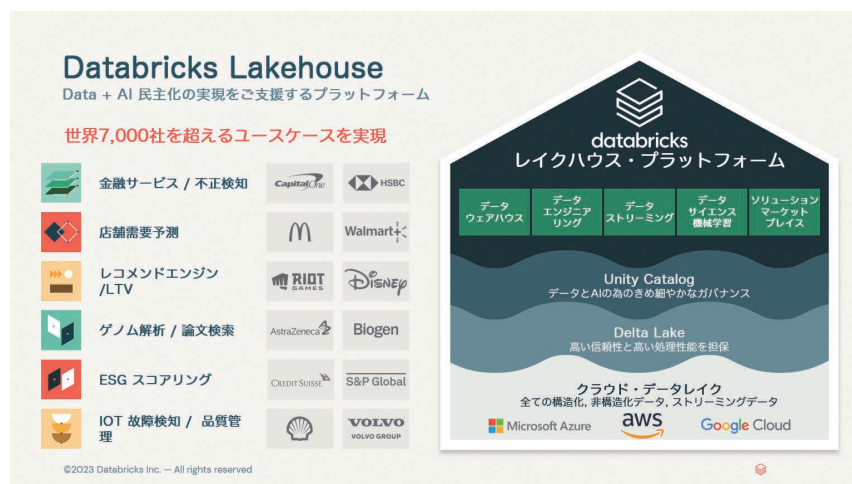 Databricks Lakehouse
Data + AI 民主化の実現をご支援するプラットフォーム
世界7,000社を超えるユースケースを実現
金融サービス / 不正検知
CapitalOne
HSBC
店舗需要予測
Walmart
レコメンドエンジン
/LTV
RIOT
GAMES
DISNEY
ゲノム解析 / 論文検索
AstraZeneca
Biogen
ESG スコアリング
CREDIT SUISSE
S&P Global
IOT 故障検知 / 品質管
理
VOLVO
VOLVO GROUP
databricks
レイクハウス・プラットフォーム
データ
ウェアハウス
データ
エンジニア
リング
データ
ストリーミング
データ
サイエンス
機械学習
ソリューション
マーケット
プレイス
Unity Catalog
データとAIの為のきめ細やかなガバナンス
Delta Lake
高い信頼性と高い処理性能を担保
クラウド・データレイク
全ての構造化, 非構造化データ, ストリーミングデータ
Microsoft Azure
aws
Google Cloud
©2023 Databricks Inc. — All rights reserved